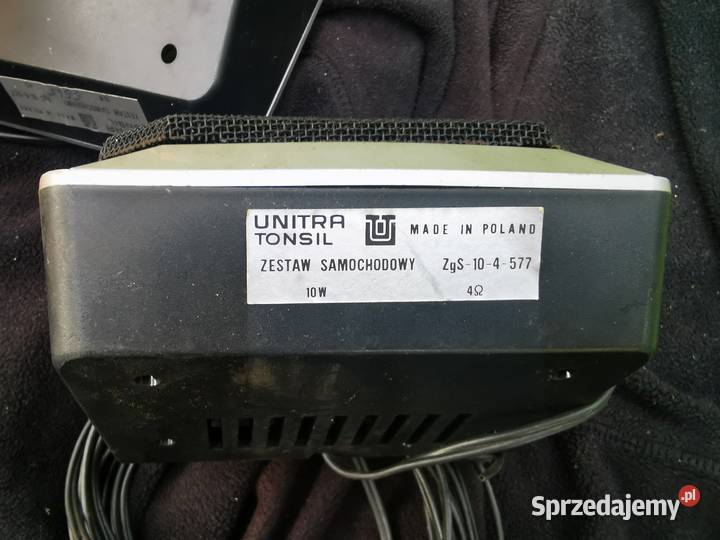 UNITRA
TONSIL
MADE IN POLAND
ZESTAW SAMOCHODOWY ZgS-10-4-577
10W 4Ω
Sprzedajemy.pl